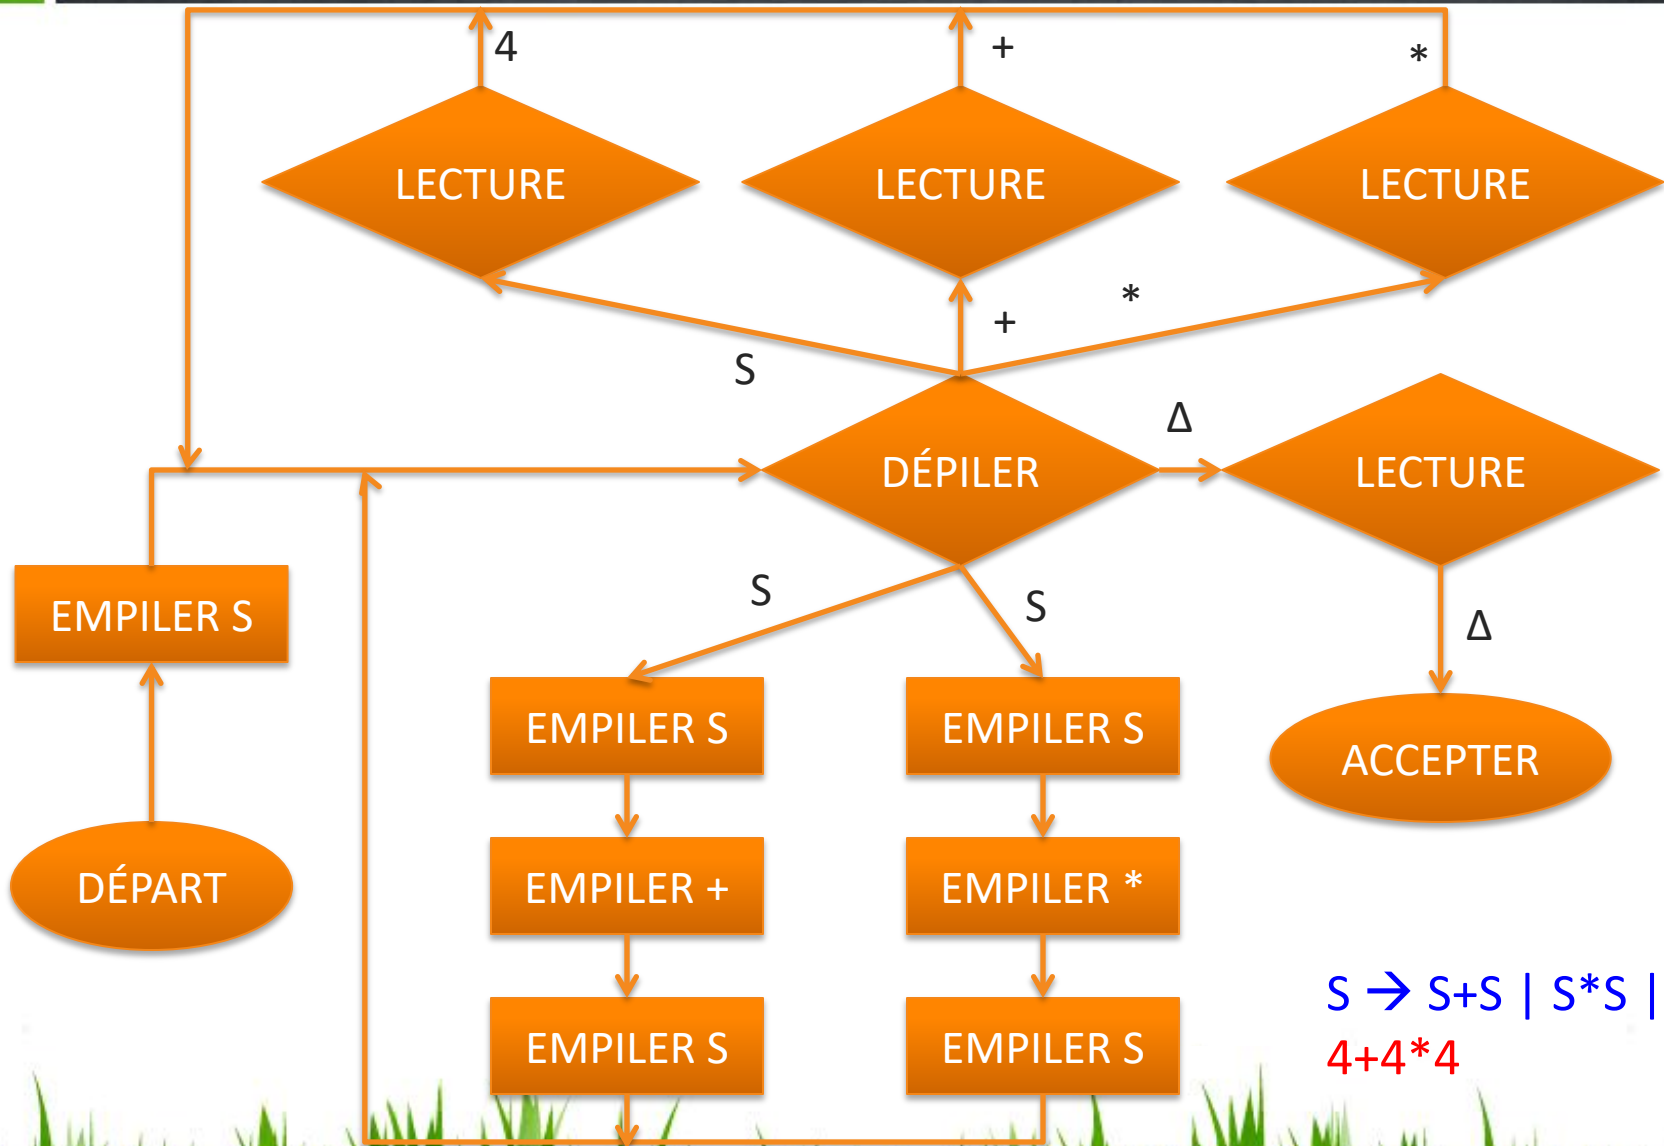 4
+
*
LECTURE
LECTURE
LECTURE
*
+
S
Δ
DÉPILER
LECTURE
S
S
EMPILER S
Δ
EMPILER S
EMPILER S
ACCEPTER
DÉPART
EMPILER +
EMPILER *
S → S+S | S*S |
4+4*4
EMPILER S
EMPILER S